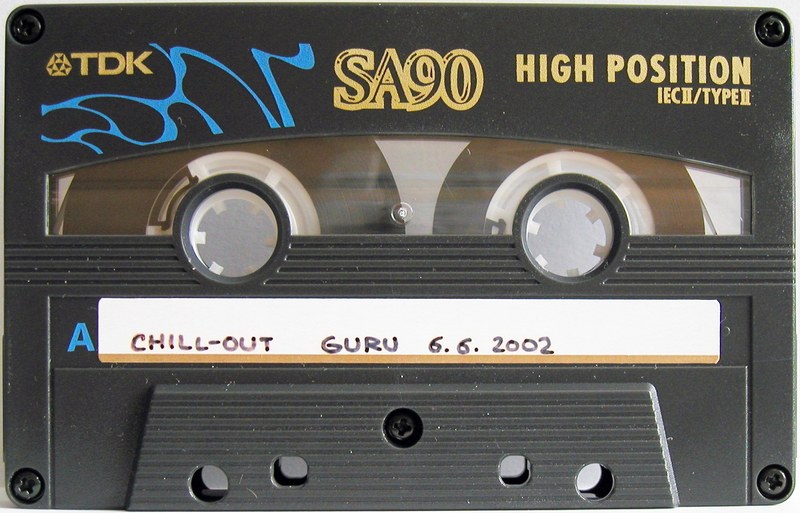 TDK SA90 HIGH POSITION
IECII/TYPEII
A CHILL-OUT GURU 6.6.2002